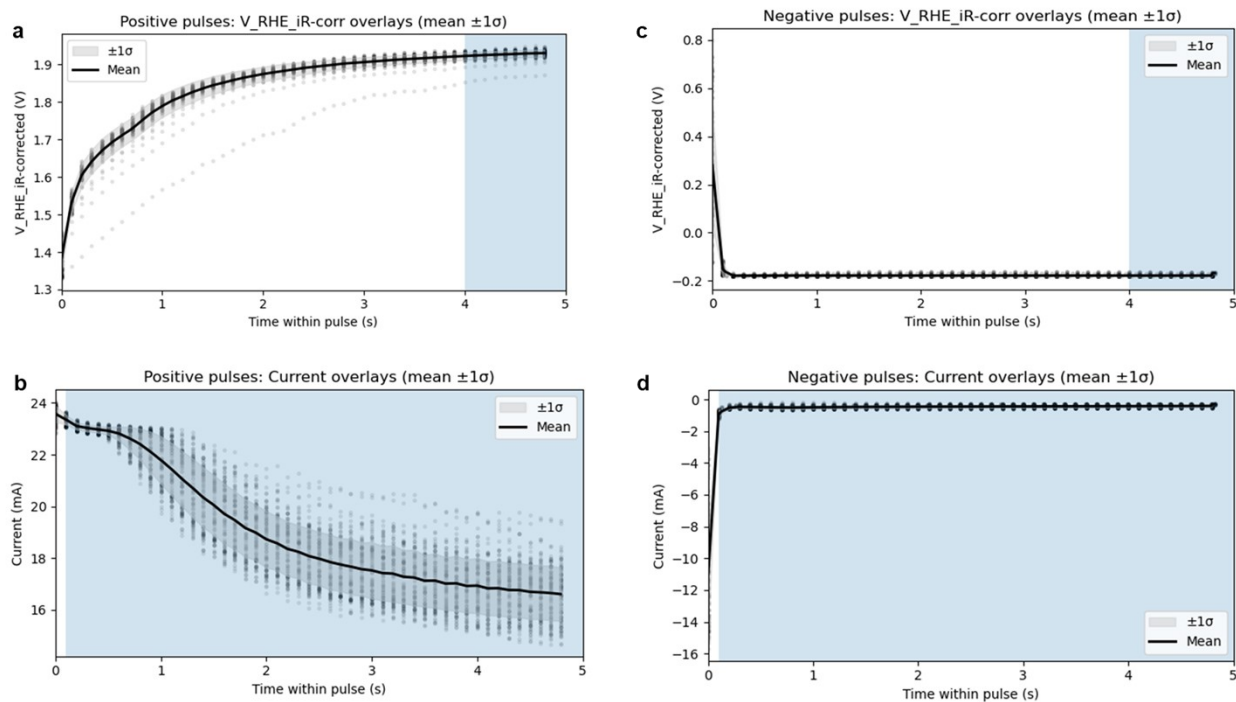 a
Positive pulses: V_RHE_iR-corr overlays (mean ±1σ)
±1σ
Mean
V_RHE_iR-corrected (V)
1.9
1.8
1.7
1.6
1.5
1.4
1.3
0 1 2 3 4 5
Time within pulse (s)
c
Negative pulses: V_RHE_iR-corr overlays (mean ±1σ)
±1σ
Mean
V_RHE_iR-corrected (V)
0.8
0.6
0.4
0.2
0.0
−0.2
0 1 2 3 4 5
Time within pulse (s)
b
Positive pulses: Current overlays (mean ±1σ)
±1σ
Mean
Current (mA)
24
22
20
18
16
0 1 2 3 4 5
Time within pulse (s)
d
Negative pulses: Current overlays (mean ±1σ)
Current (mA)
0
−2
−4
−6
−8
−10
−12
−14
−16
±1σ
Mean
0 1 2 3 4 5
Time within pulse (s)